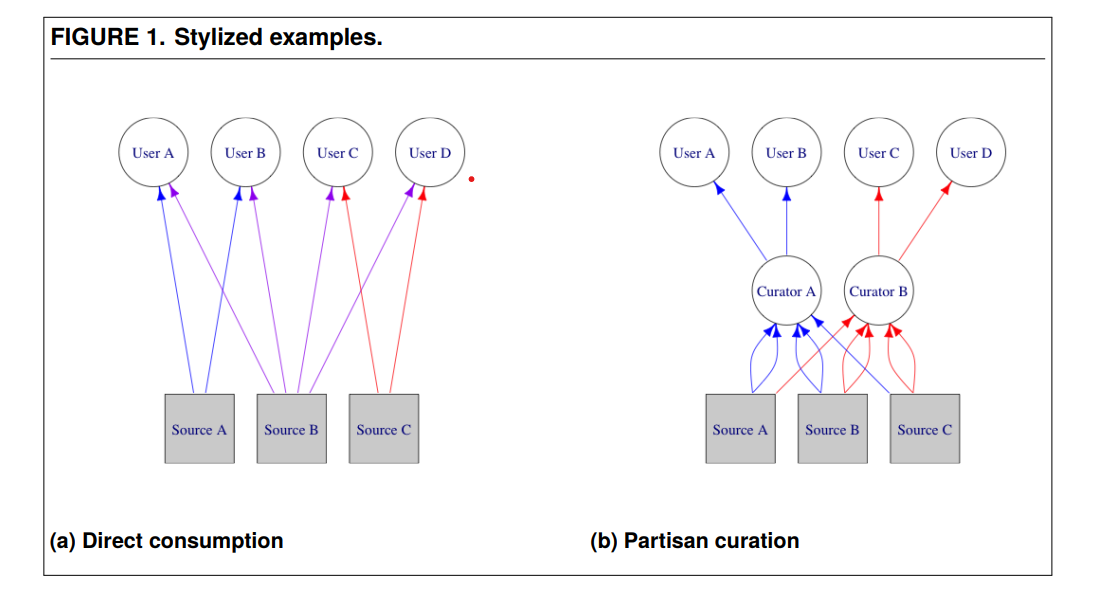 FIGURE 1. Stylized examples.
User A User B User C User D
Source A Source B Source C
(a) Direct consumption
User A User B User C User D
Curator A Curator B
Source A Source B Source C
(b) Partisan curation